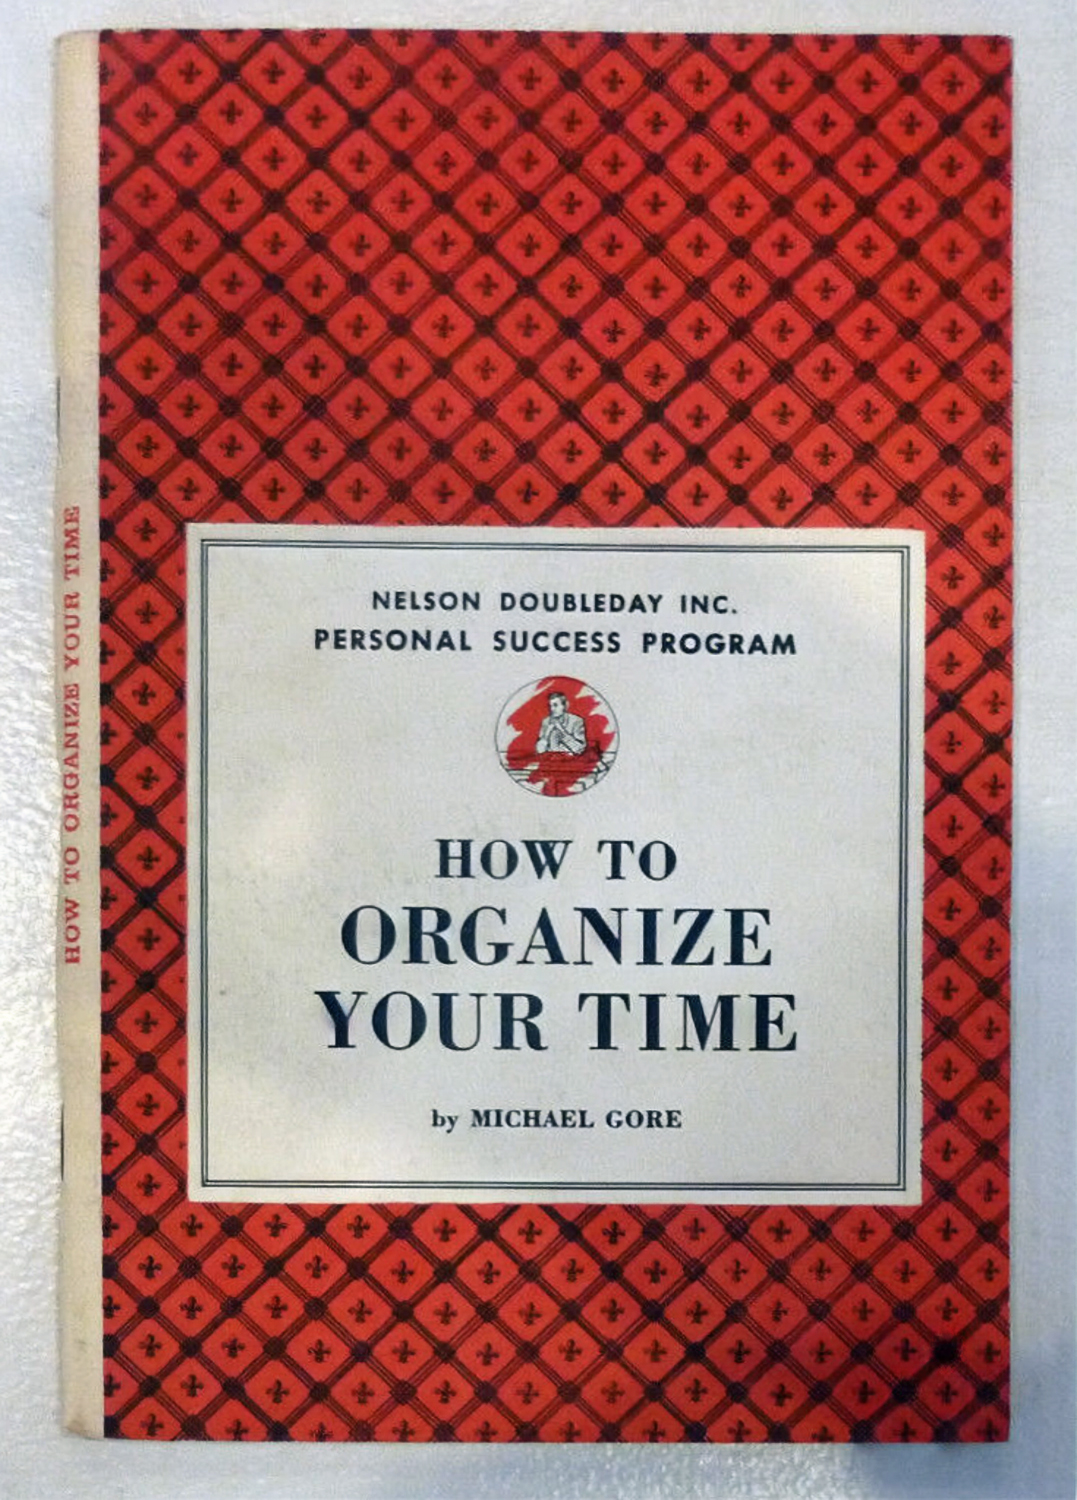 HOW TO ORGANIZE YOUR TIME
NELSON DOUBLEDAY INC.
PERSONAL SUCCESS PROGRAM
HOW TO
ORGANIZE
YOUR TIME
by MICHAEL GORE